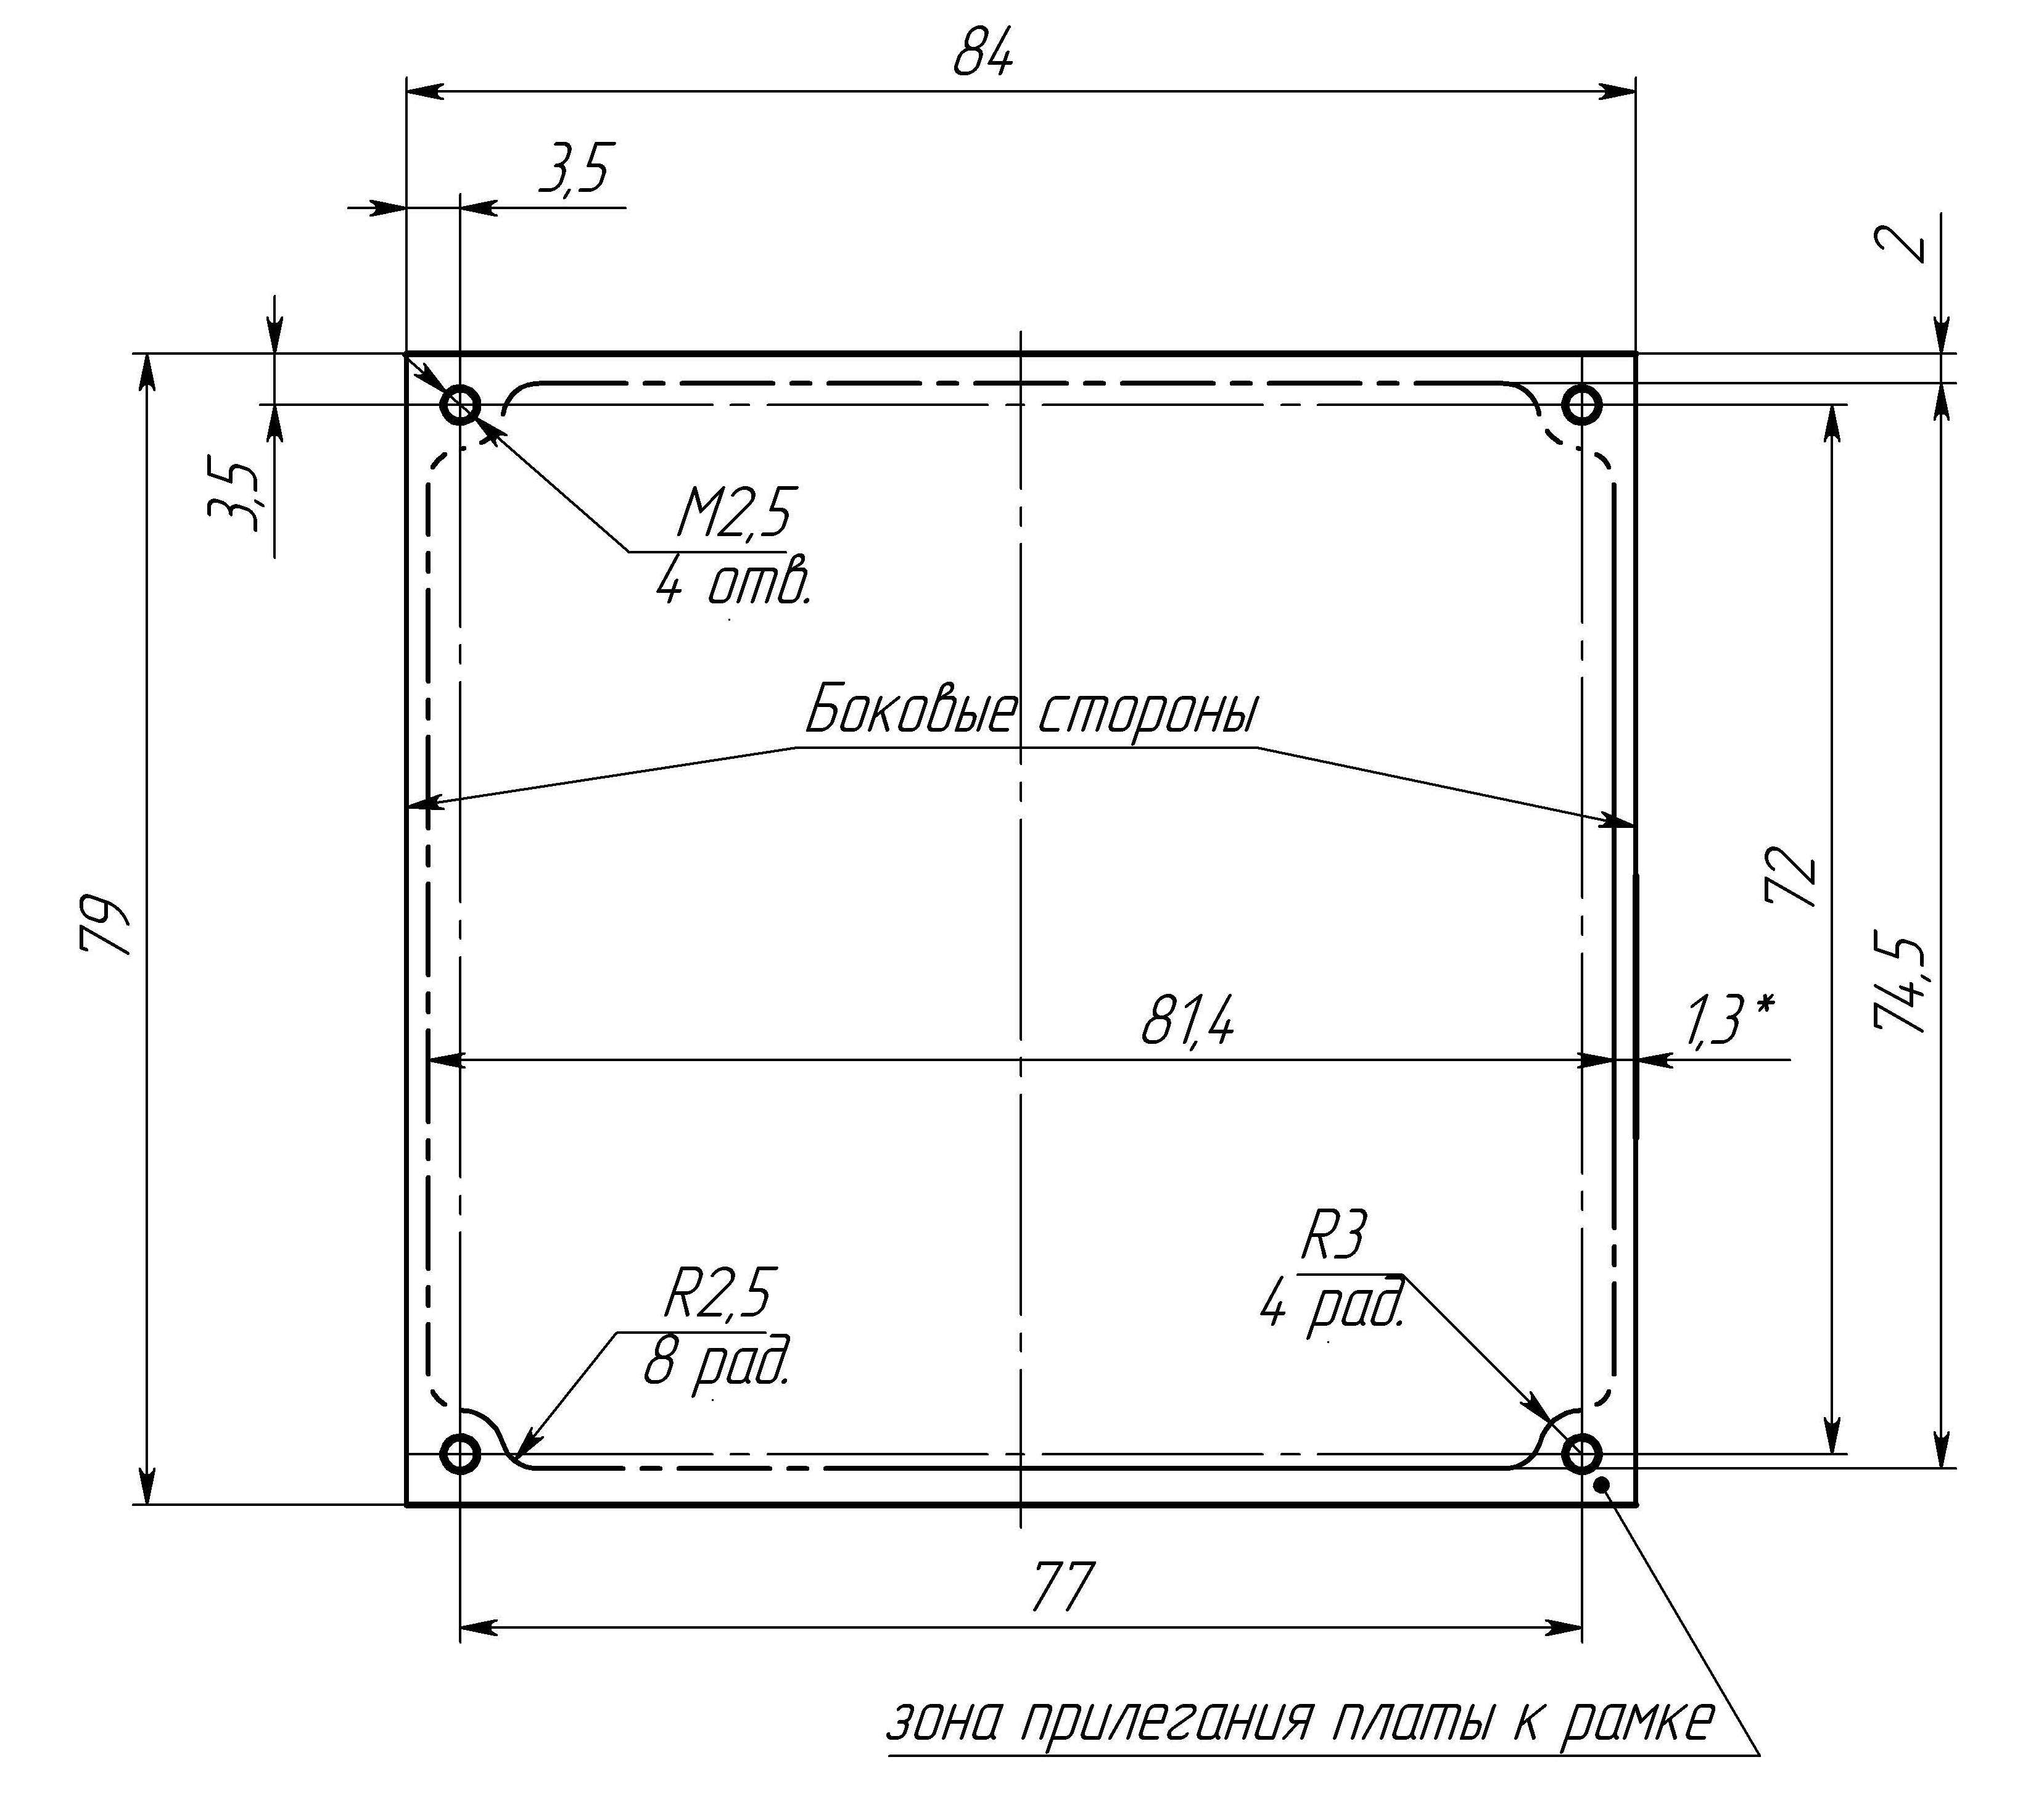 84
3,5
2
3,5
М2,5
4 отв.
Боковые стороны
79
72
74,5
81,4
1,3*
R3
4 рад.
R2,5
8 рад.
77
зона прилегания платы к рамке